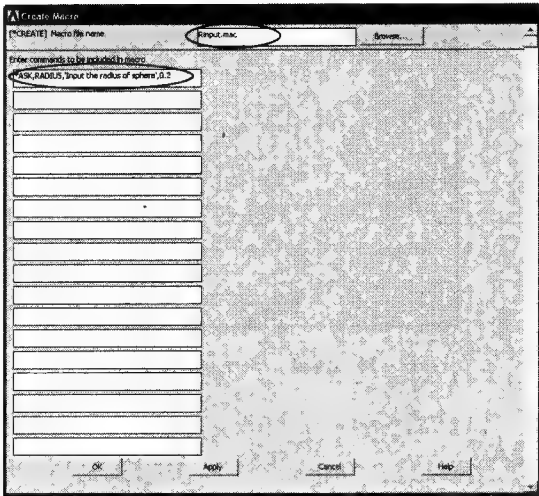 Create Macro
[*CREATE] Macro file name
Rinput.mac
Browse...
Enter commands to be included in macro
*ASK,RADIUS,'Input the radius of sphere',0.2
OK
Apply
Cancel
Help